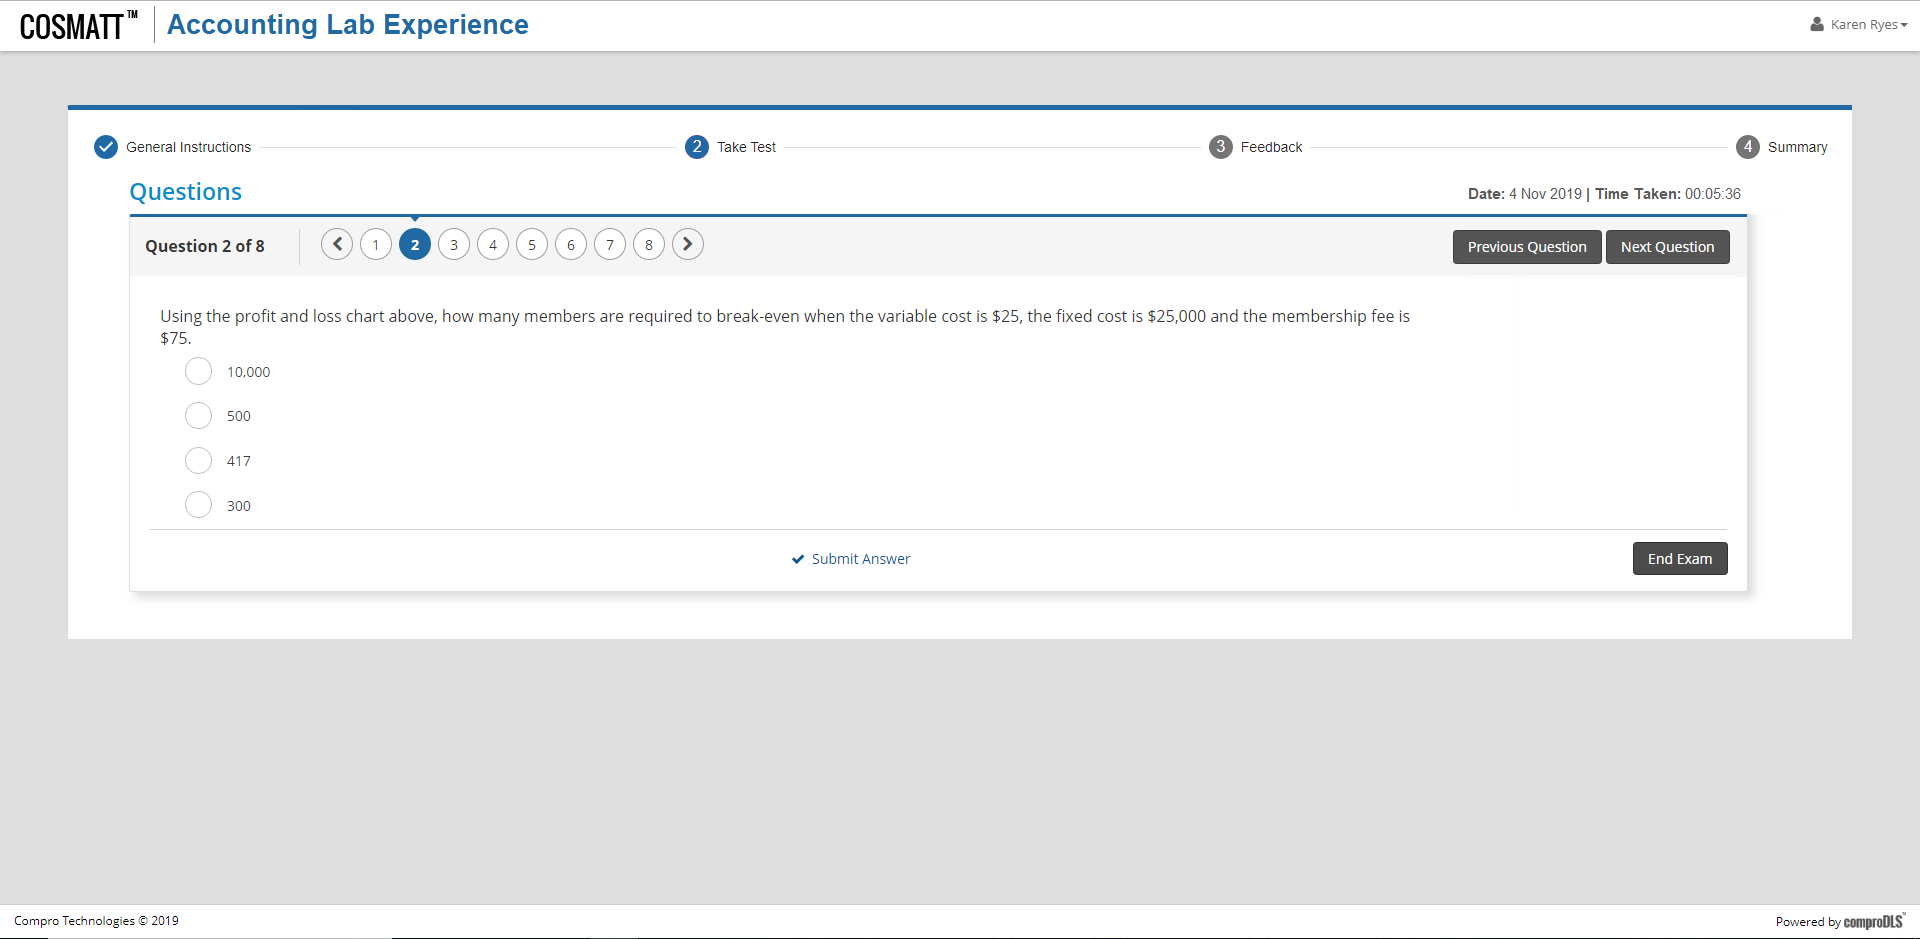 COSMATT™ Accounting Lab Experience Karen Ryes
General Instructions 2 Take Test 3 Feedback 4 Summary
Questions Date: 4 Nov 2019 | Time Taken: 00:05:36
Question 2 of 8 1 2 3 4 5 6 7 8 Previous Question Next Question
Using the profit and loss chart above, how many members are required to break-even when the variable cost is $25, the fixed cost is $25,000 and the membership fee is
$75.
10,000
500
417
300
Submit Answer End Exam
Compro Technologies © 2019 Powered by comproDLS™